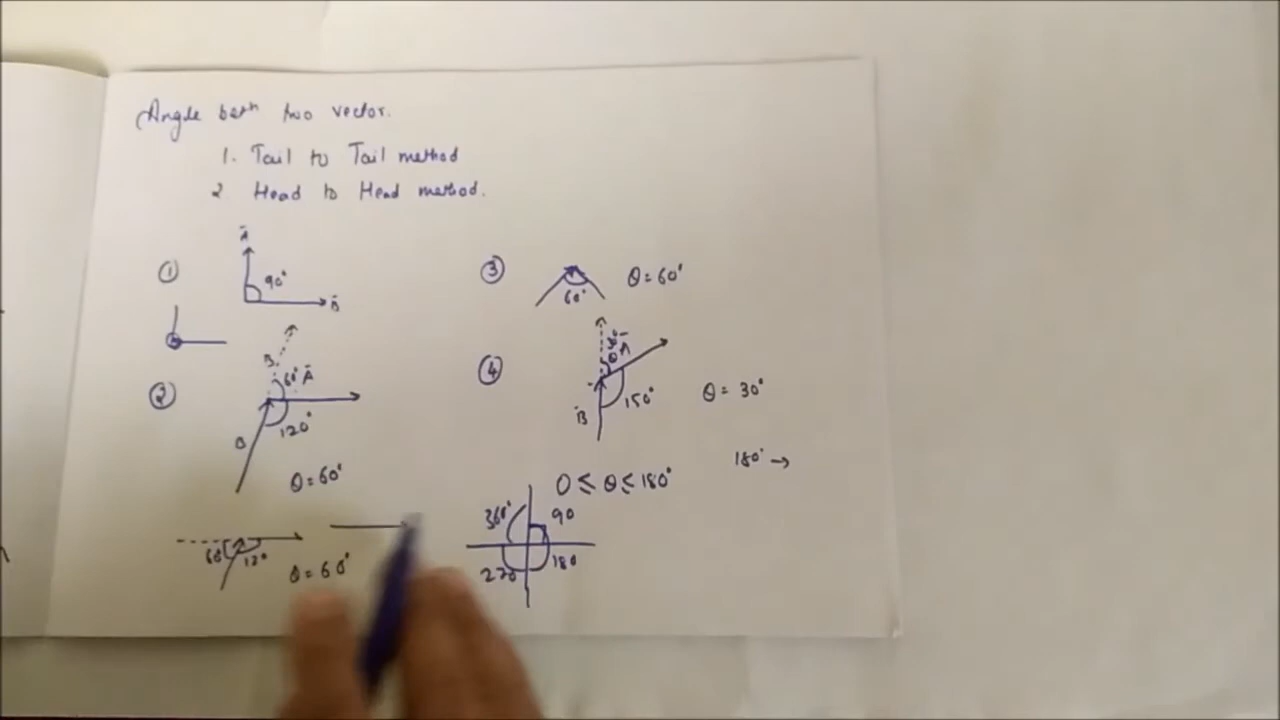 Angle betn two vector.
1. Tail to Tail method
2 Head to Head method.
①
A
90°
B
②
B
60° A
120°
θ = 60°
60 120
θ = 60°
③
60°
θ = 60°
④
30°
θ A
B
150°
θ = 30°
180° →
0 ≤ θ ≤ 180°
360° 90
270 180